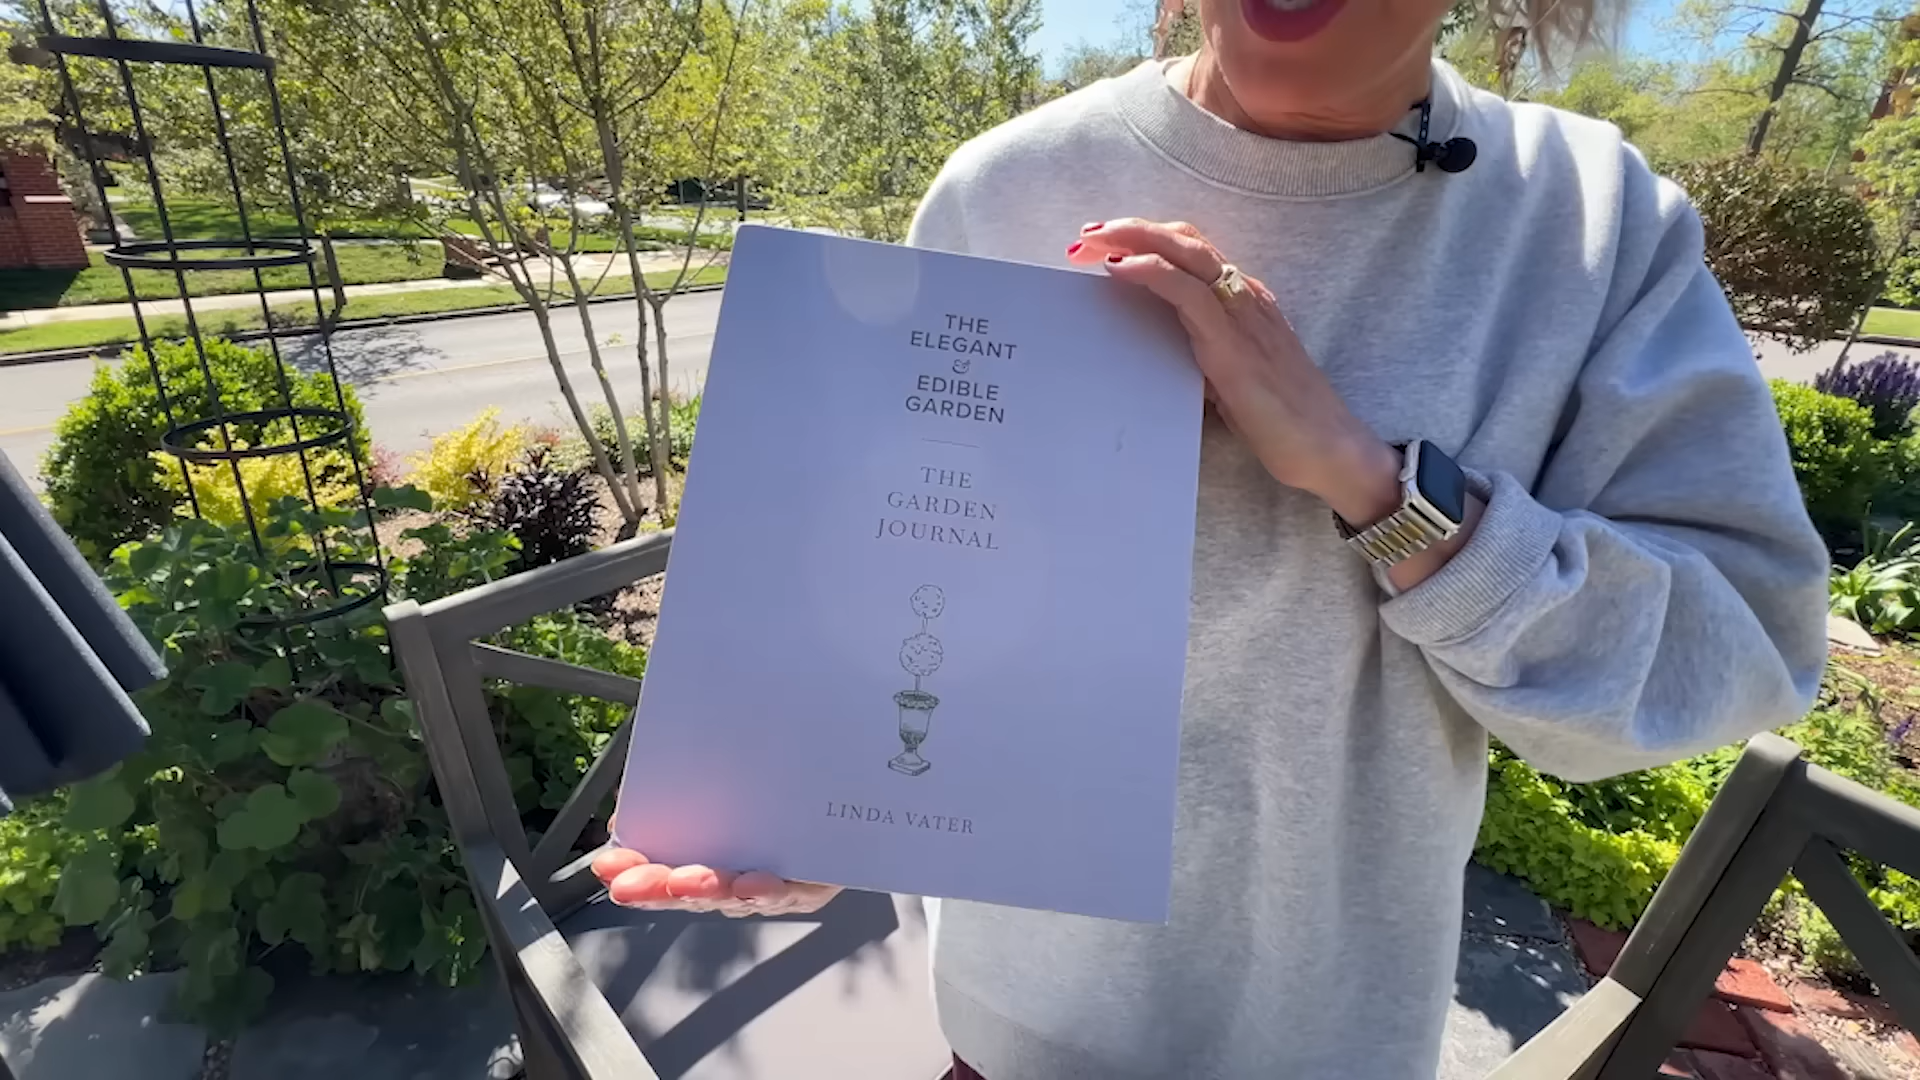 THE
ELEGANT
&
EDIBLE
GARDEN
THE
GARDEN
JOURNAL
LINDA VATER